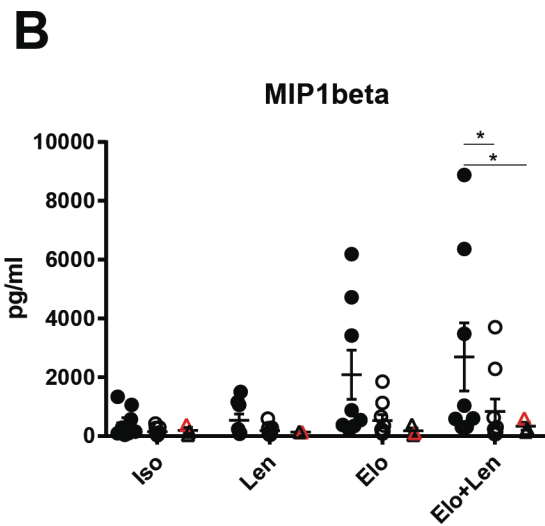 B
MIP1beta
*
*
10000
8000
6000
4000
2000
0
pg/ml
Iso
Len
Elo
Elo+Len